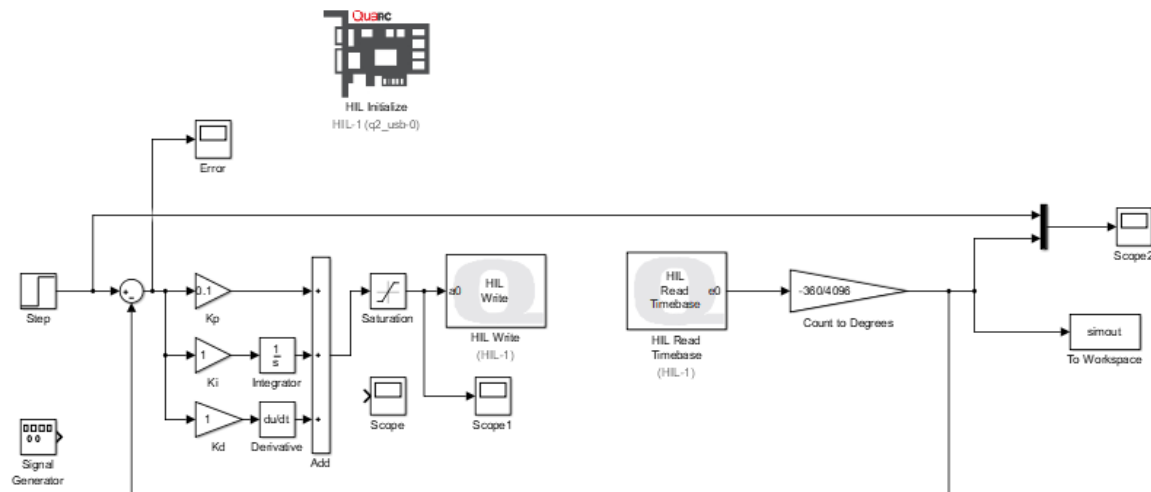 QUARC
HIL Initialize
HIL-1 (q2_usb-0)
Error
Scope2
Step
+
-
0.1
Kp
+
Saturation
a0
HIL
Write
HIL Write
(HIL-1)
HIL
Read
Timebase
e0
HIL Read
Timebase
(HIL-1)
-360/4096
Count to Degrees
simout
To Workspace
1
Ki
1
s
Integrator
+
1
Kd
du/dt
Derivative
+
Add
Scope
Scope1
Signal
Generator